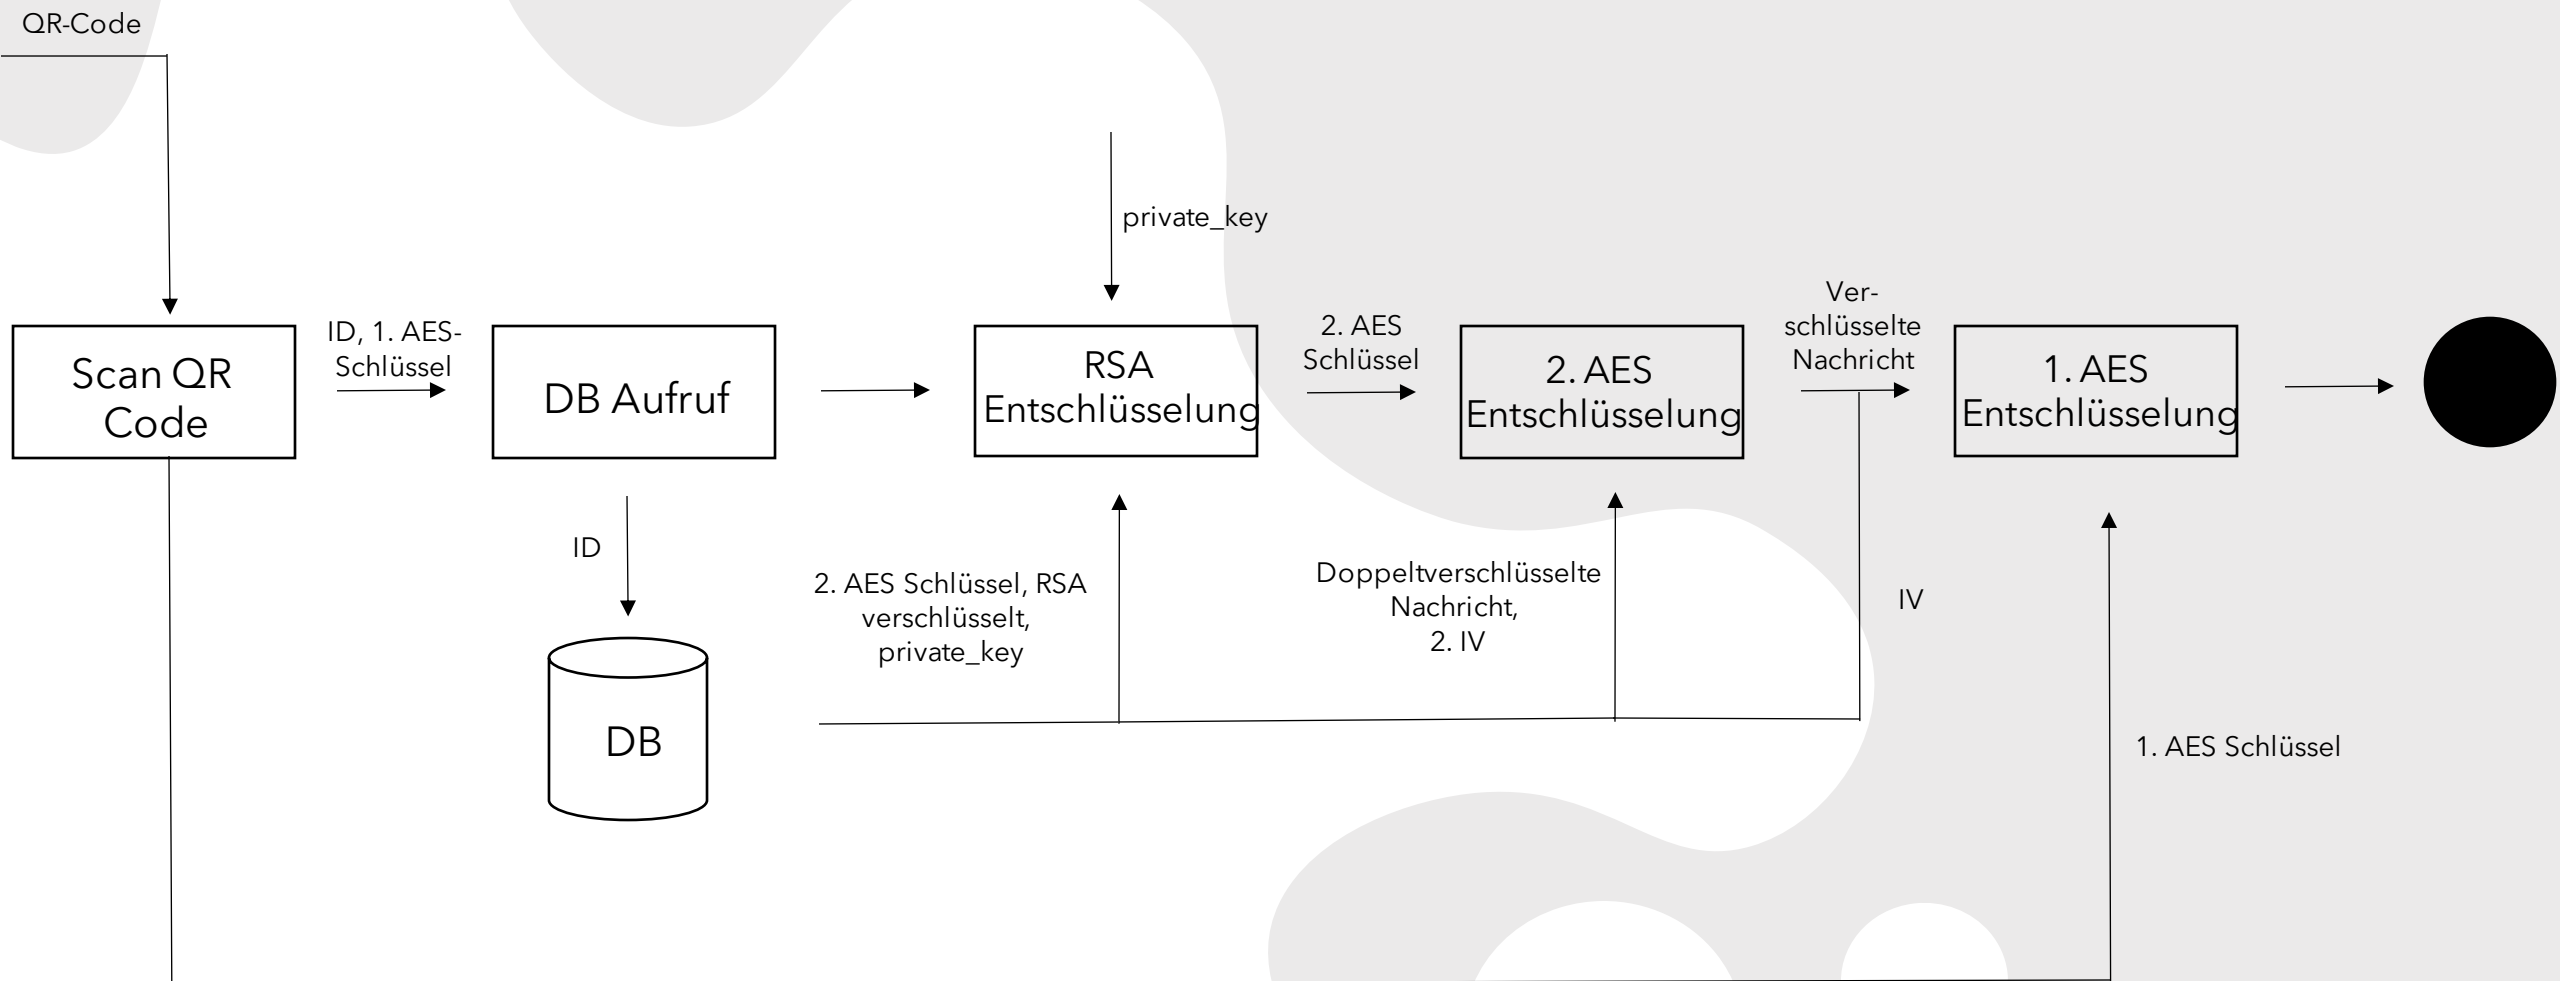 QR-Code
private_key
Scan QR
Code
ID, 1. AES-
Schlüssel
DB Aufruf
RSA
Entschlüsselung
2. AES
Schlüssel
2. AES
Entschlüsselung
Ver-
schlüsselte
Nachricht
1. AES
Entschlüsselung
ID
DB
2. AES Schlüssel, RSA
verschlüsselt,
private_key
Doppeltverschlüsselte
Nachricht,
2. IV
IV
1. AES Schlüssel